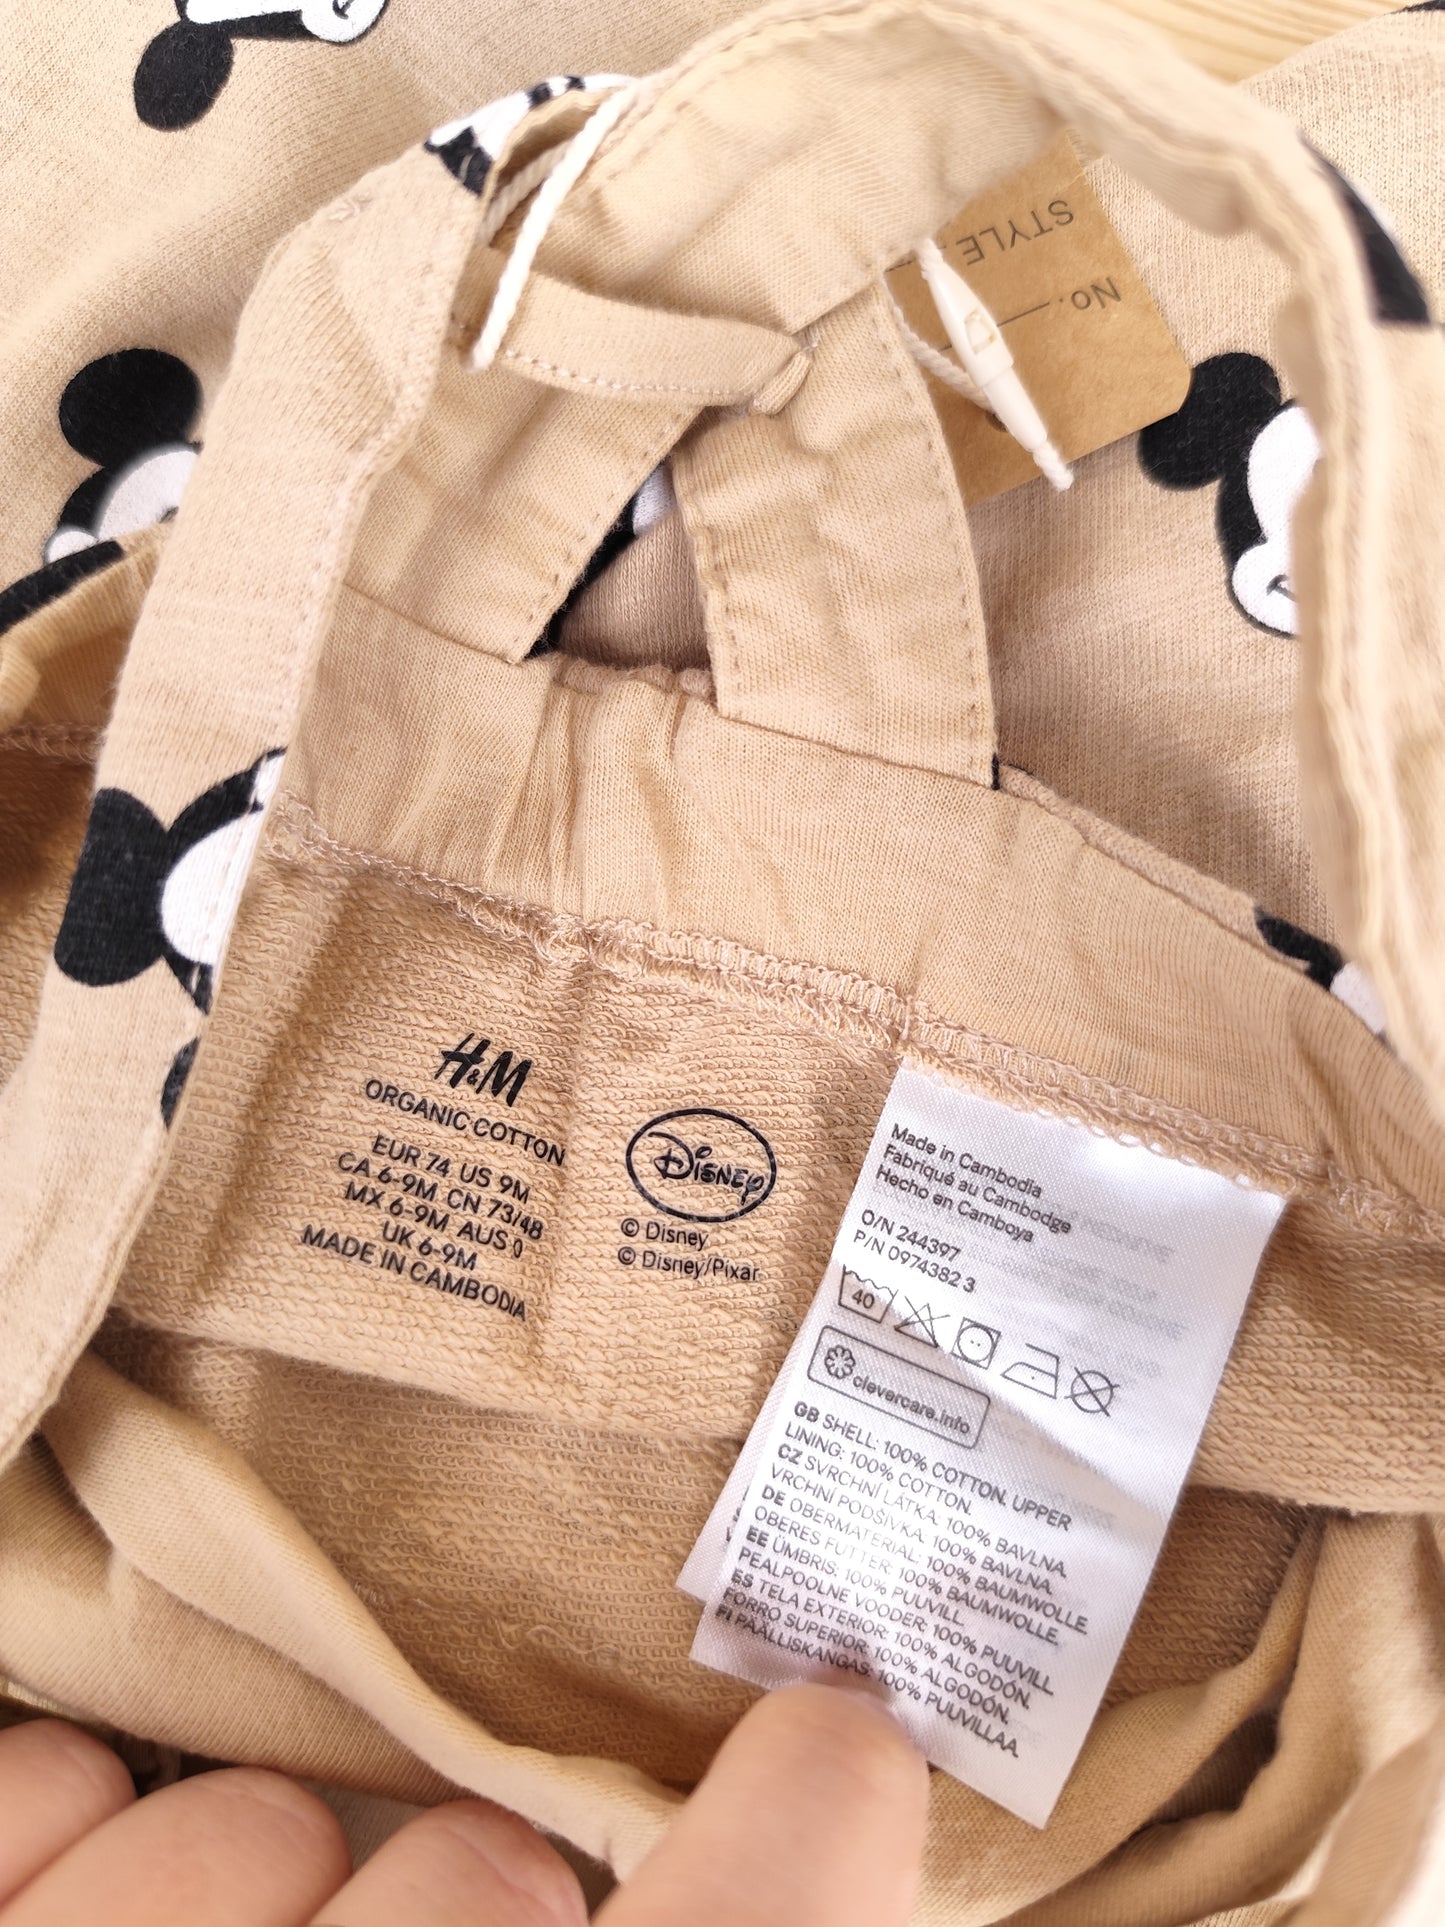 STYLE
No.
H&M
ORGANIC COTTON
EUR 74 US 9M
CA 6-9M CN 73/48
MX 6-9M AUS 0
UK 6-9M
MADE IN CAMBODIA
Disney
© Disney
© Disney/Pixar
Made in Cambodia
Fabriqué au Cambodge
Hecho en Camboya
O/N 244397
P/N 0974382 3
40
clevercare.info
GB SHELL: 100% COTTON. UPPER
LINING: 100% COTTON.
CZ SVRCHNÍ LÁTKA: 100% BAVLNA.
VRCHNÍ PODŠÍVKA: 100% BAVLNA.
DE OBERMATERIAL: 100% BAUMWOLLE.
OBERES FUTTER: 100% BAUMWOLLE.
EE ÜMBRIS: 100% PUUVILL.
PEALPOOLNE VOODER: 100% PUUVILL.
ES TELA EXTERIOR: 100% ALGODÓN.
FORRO SUPERIOR: 100% ALGODÓN.
FI PÄÄLLISKANGAS: 100% PUUVILLAA.